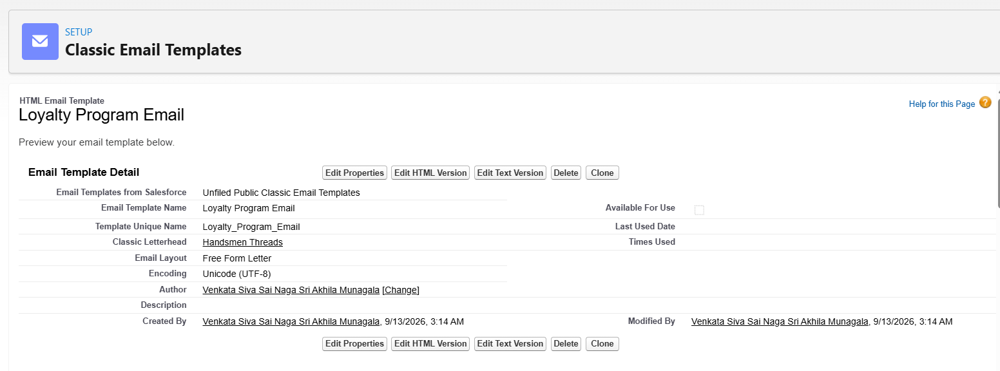 SETUP
Classic Email Templates
HTML Email Template
Loyalty Program Email
Help for this Page ?
Preview your email template below.
Email Template Detail
Edit Properties Edit HTML Version Edit Text Version Delete Clone
Email Templates from Salesforce Unfiled Public Classic Email Templates
Email Template Name Loyalty Program Email Available For Use
Template Unique Name Loyalty_Program_Email Last Used Date
Classic Letterhead Handsmen Threads Times Used
Email Layout Free Form Letter
Encoding Unicode (UTF-8)
Author Venkata Siva Sai Naga Sri Akhila Munagala [Change]
Description
Created By Venkata Siva Sai Naga Sri Akhila Munagala, 9/13/2026, 3:14 AM Modified By Venkata Siva Sai Naga Sri Akhila Munagala, 9/13/2026, 3:14 AM
Edit Properties Edit HTML Version Edit Text Version Delete Clone